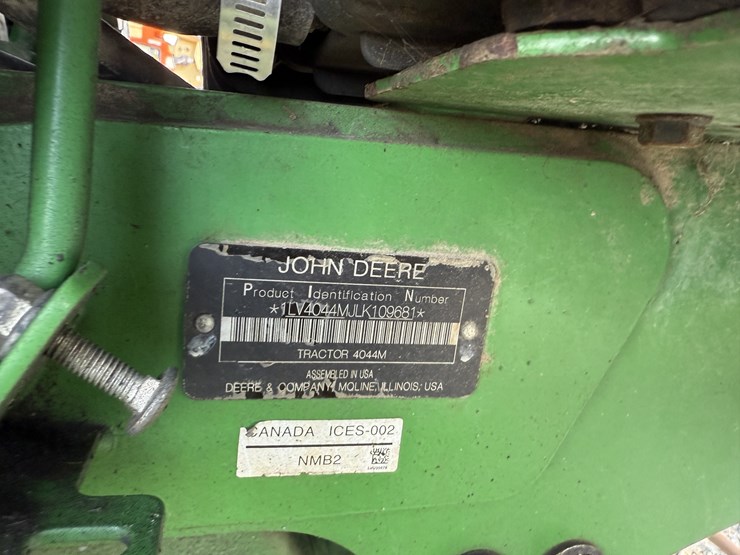 JOHN DEERE
Product Identification Number
*1LV4044MJLK109681*
TRACTOR 4044M
ASSEMBLED IN USA
DEERE & COMPANY, MOLINE, ILLINOIS, USA
CANADA ICES-002
NMB2